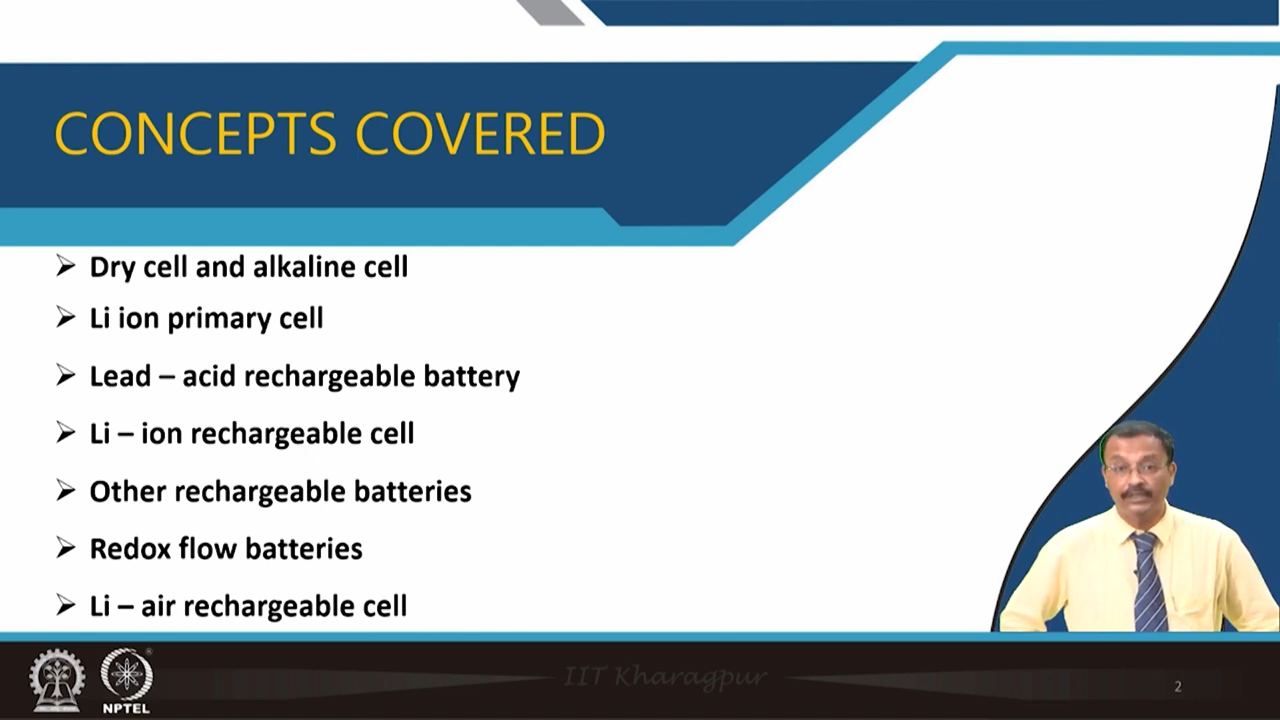 CONCEPTS COVERED
➢ Dry cell and alkaline cell
➢ Li ion primary cell
➢ Lead – acid rechargeable battery
➢ Li – ion rechargeable cell
➢ Other rechargeable batteries
➢ Redox flow batteries
➢ Li – air rechargeable cell
IIT Kharagpur
NPTEL
2